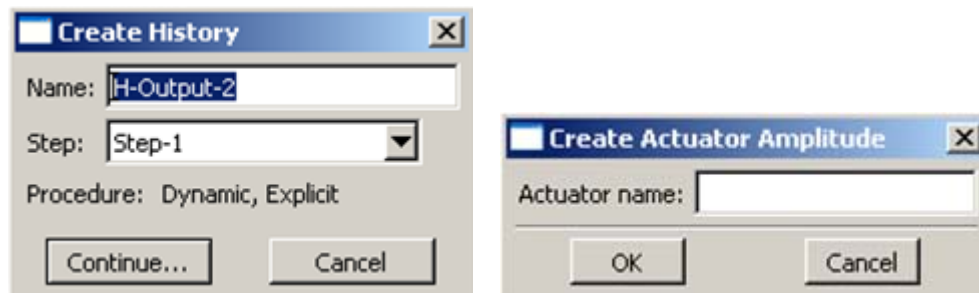 Create History
Name: H-Output-2
Step: Step-1
Procedure: Dynamic, Explicit
Continue... Cancel
Create Actuator Amplitude
Actuator name:
OK Cancel